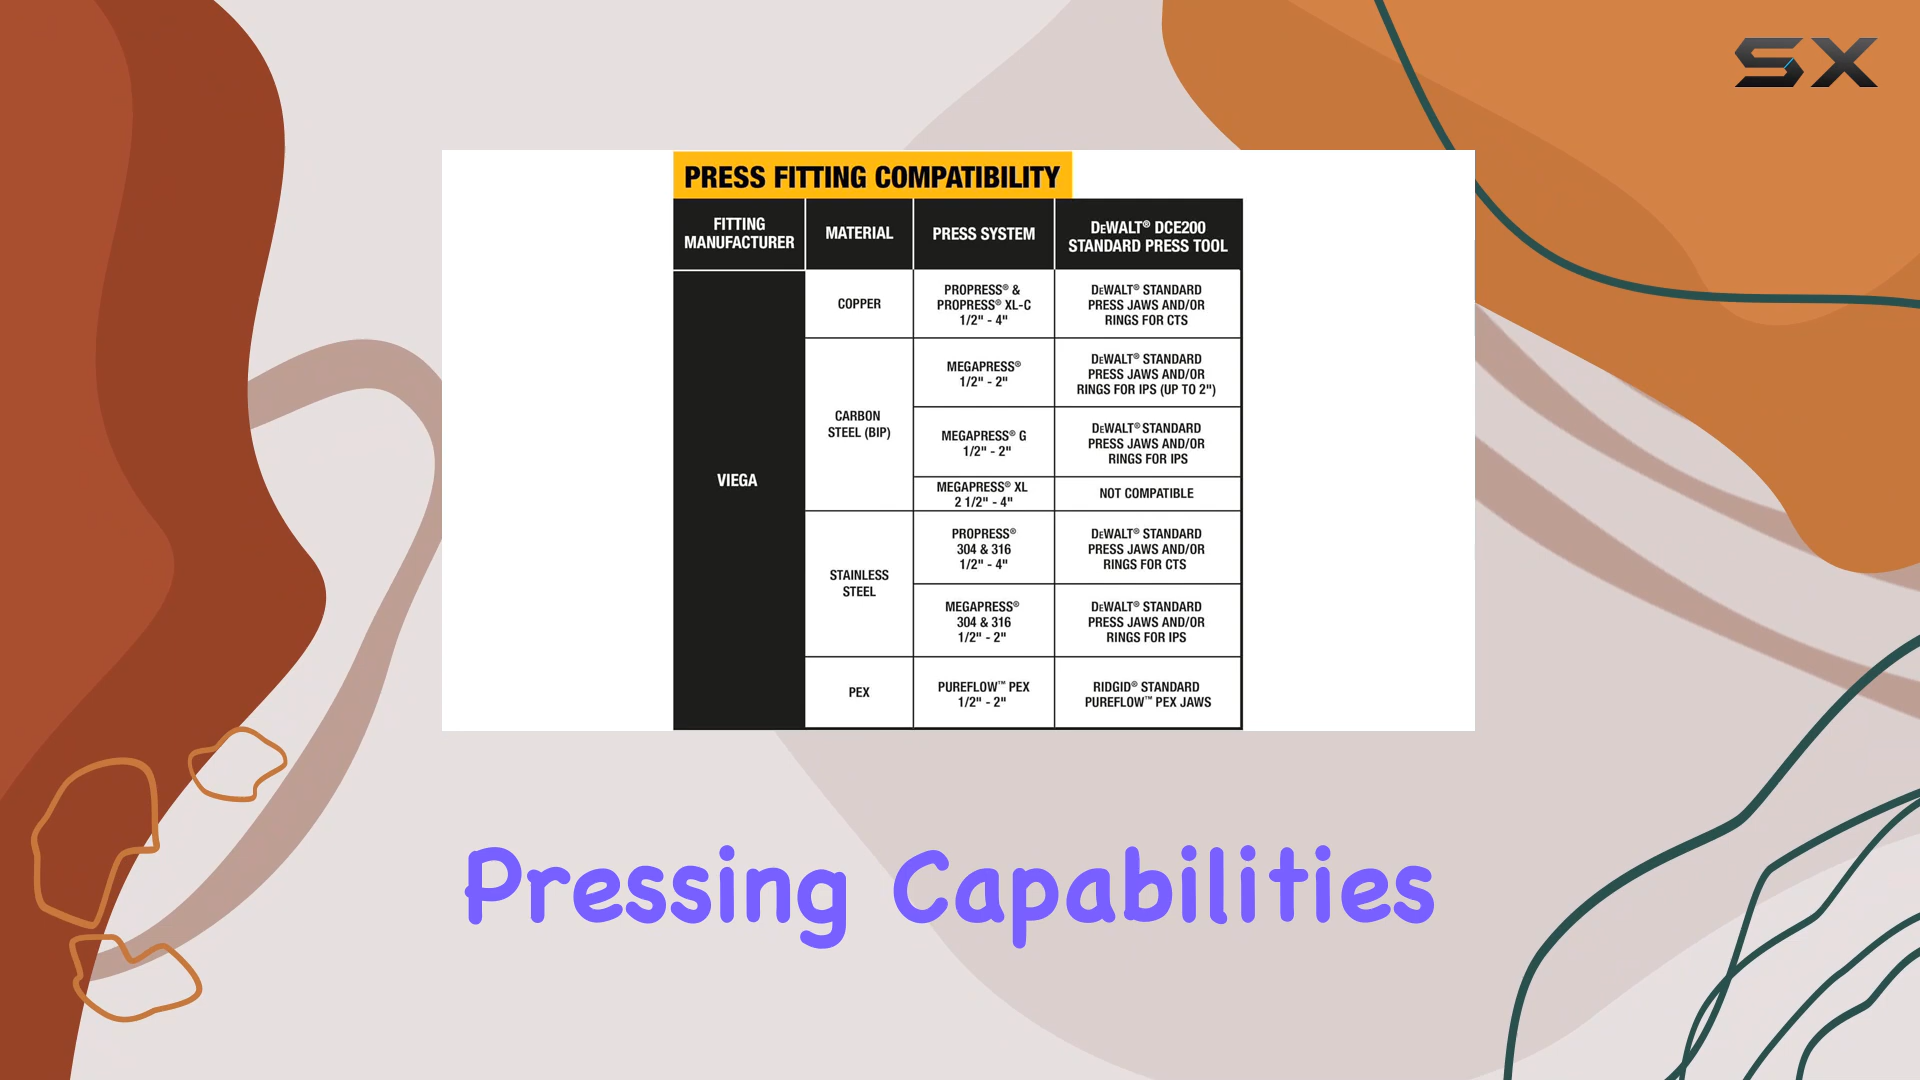 SX
PRESS FITTING COMPATIBILITY
FITTING
MANUFACTURER
MATERIAL
PRESS SYSTEM
DEWALT® DCE200
STANDARD PRESS TOOL
VIEGA
COPPER
PROPRESS® &
PROPRESS® XL-C
1/2" - 4"
DEWALT® STANDARD
PRESS JAWS AND/OR
RINGS FOR CTS
CARBON
STEEL (BIP)
MEGAPRESS®
1/2" - 2"
DEWALT® STANDARD
PRESS JAWS AND/OR
RINGS FOR IPS (UP TO 2")
MEGAPRESS® G
1/2" - 2"
DEWALT® STANDARD
PRESS JAWS AND/OR
RINGS FOR IPS
MEGAPRESS® XL
2 1/2" - 4"
NOT COMPATIBLE
STAINLESS
STEEL
PROPRESS®
304 & 316
1/2" - 4"
DEWALT® STANDARD
PRESS JAWS AND/OR
RINGS FOR CTS
MEGAPRESS®
304 & 316
1/2" - 2"
DEWALT® STANDARD
PRESS JAWS AND/OR
RINGS FOR IPS
PEX
PUREFLOW™ PEX
1/2" - 2"
RIDGID® STANDARD
PUREFLOW™ PEX JAWS
Pressing Capabilities